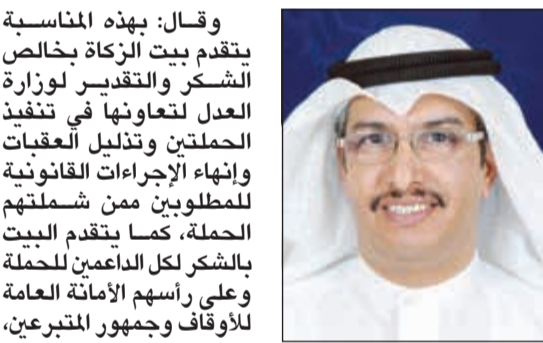 وقال: بهذه المناسبة
يتقدم بيت الزكاة بخالص
الشكر والتقدير لوزارة
العدل لتعاونها في تنفيذ
الحملتين وتذليل العقبات
وإنهاء الإجراءات القانونية
للمطلوبين ممن شملتهم
الحملة، كما يتقدم البيت
بالشكر لكل الداعمين للحملة
وعلى رأسهم الأمانة العامة
للأوقاف وجمهور المتبرعين،